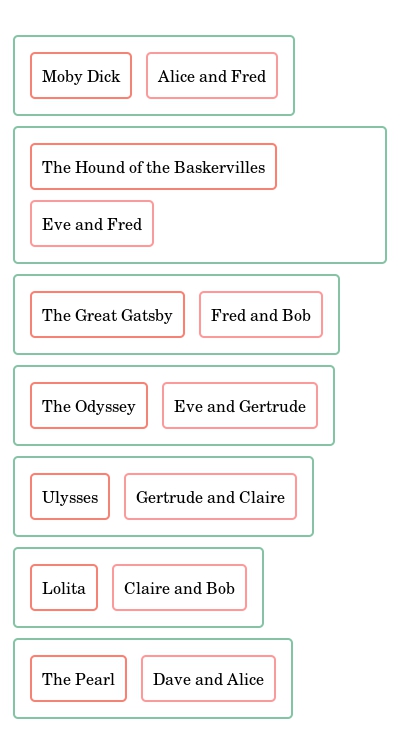 Moby Dick Alice and Fred
The Hound of the Baskervilles
Eve and Fred
The Great Gatsby Fred and Bob
The Odyssey Eve and Gertrude
Ulysses Gertrude and Claire
Lolita Claire and Bob
The Pearl Dave and Alice